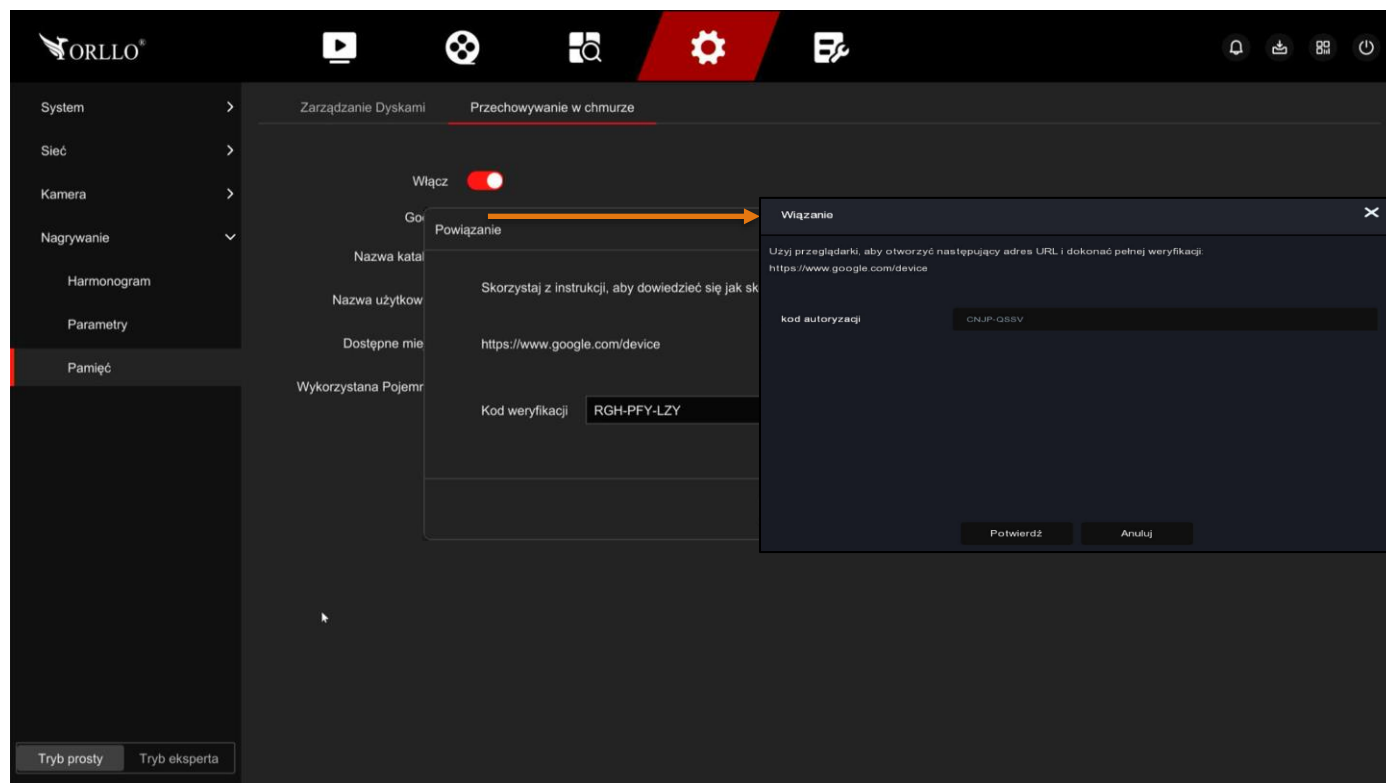 ORLLO®
System
Sieć
Kamera
Nagrywanie
Harmonogram
Parametry
Pamięć
Tryb prosty Tryb eksperta
Zarządzanie Dyskami Przechowywanie w chmurze
Włącz
Goo
Nazwa katal
Nazwa użytkow
Dostępne mie
Wykorzystana Pojemn
Powiązanie
Skorzystaj z instrukcji, aby dowiedzieć się jak sk
https://www.google.com/device
Kod weryfikacji RGH-PFY-LZY
Wiązanie
Użyj przeglądarki, aby otworzyć następujący adres URL i dokonać pełnej weryfikacji:
https://www.google.com/device
kod autoryzacji CNJP-QSSV
Potwierdź Anuluj